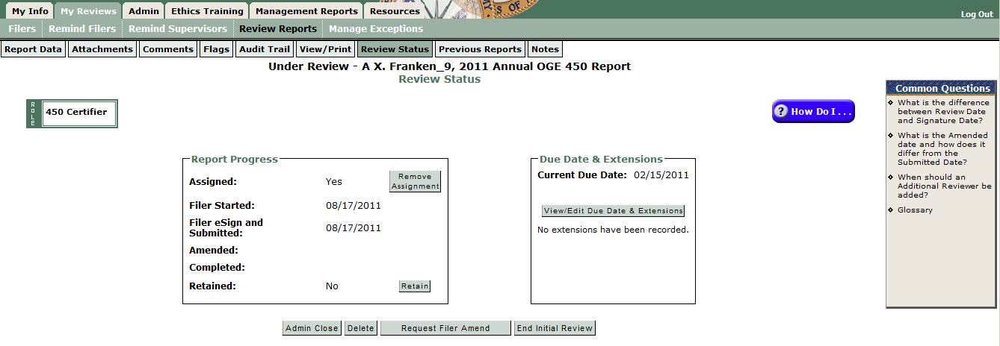 My Info My Reviews Admin Ethics Training Management Reports Resources
Log Out
Filers Remind Filers Remind Supervisors Review Reports Manage Exceptions
Report Data Attachments Comments Flags Audit Trail View/Print Review Status Previous Reports Notes
Under Review - A X. Franken_9, 2011 Annual OGE 450 Report
Review Status
ROLE
450 Certifier
? How Do I . . .
Report Progress
Assigned: Yes
Remove
Assignment
Filer Started: 08/17/2011
Filer eSign and
Submitted: 08/17/2011
Amended:
Completed:
Retained: No Retain
Due Date & Extensions
Current Due Date: 02/15/2011
View/Edit Due Date & Extensions
No extensions have been recorded.
Admin Close Delete Request Filer Amend End Initial Review
Common Questions
What is the difference
between Review Date
and Signature Date?
What is the Amended
date and how does it
differ from the
Submitted Date?
When should an
Additional Reviewer be
added?
Glossary